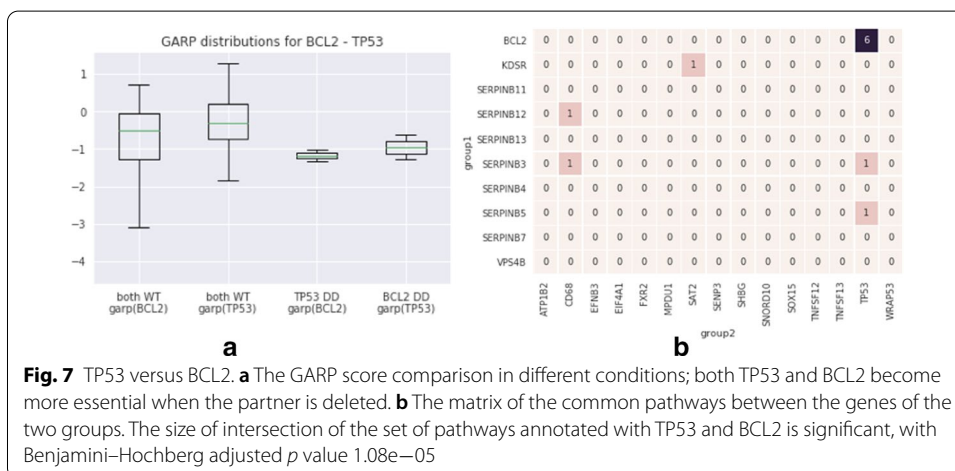 GARP distributions for BCL2 - TP53
1
0
−1
−2
−3
−4
both WT garp(BCL2)
both WT garp(TP53)
TP53 DD garp(BCL2)
BCL2 DD garp(TP53)
a
group1
BCL2 0 0 0 0 0 0 0 0 0 0 0 0 0 6 0
KDSR 0 0 0 0 0 0 1 0 0 0 0 0 0 0 0
SERPINB11 0 0 0 0 0 0 0 0 0 0 0 0 0 0 0
SERPINB12 0 1 0 0 0 0 0 0 0 0 0 0 0 0 0
SERPINB13 0 0 0 0 0 0 0 0 0 0 0 0 0 0 0
SERPINB3 0 1 0 0 0 0 0 0 0 0 0 0 0 1 0
SERPINB4 0 0 0 0 0 0 0 0 0 0 0 0 0 0 0
SERPINB5 0 0 0 0 0 0 0 0 0 0 0 0 0 1 0
SERPINB7 0 0 0 0 0 0 0 0 0 0 0 0 0 0 0
VPS4B 0 0 0 0 0 0 0 0 0 0 0 0 0 0 0
ATP1B2 CD68 EFNB3 EIF4A1 FXR2 MPDU1 SAT2 SENP3 SHBG SNORD10 SOX15 TNFSF12 TNFSF13 TP53 WRAP53
group2
b
Fig. 7 TP53 versus BCL2. a The GARP score comparison in different conditions; both TP53 and BCL2 become
more essential when the partner is deleted. b The matrix of the common pathways between the genes of the
two groups. The size of intersection of the set of pathways annotated with TP53 and BCL2 is significant, with
Benjamini–Hochberg adjusted p value 1.08e−05